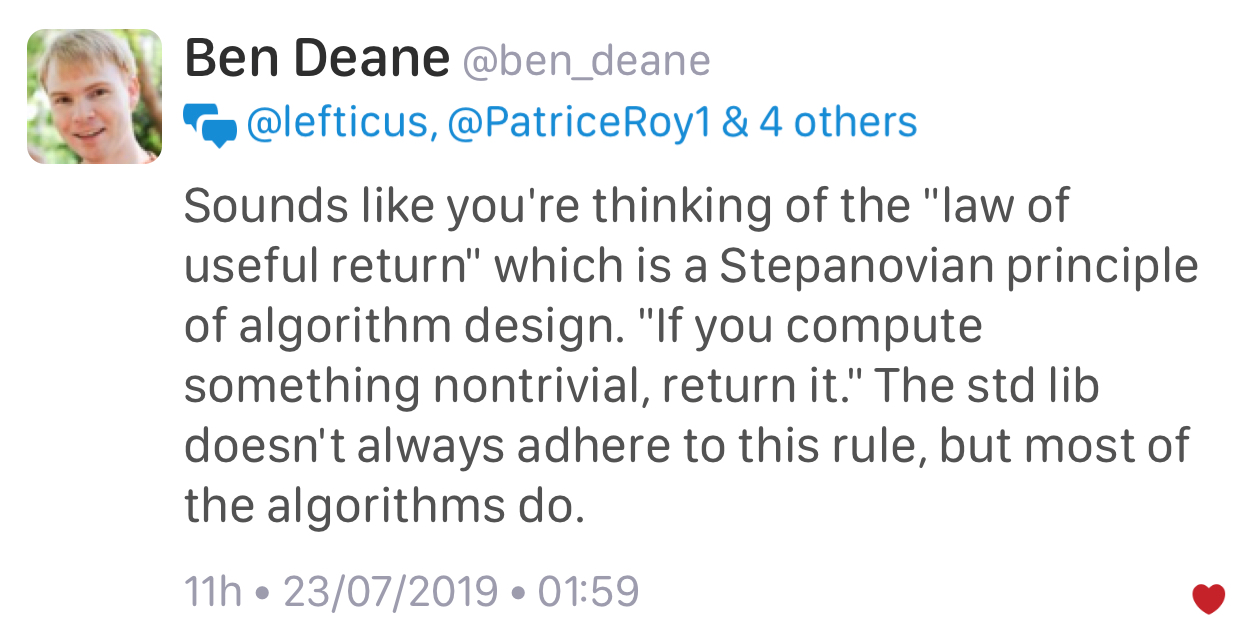 Ben Deane @ben_deane
@lefticus, @PatriceRoy1 & 4 others
Sounds like you're thinking of the "law of
useful return" which is a Stepanovian principle
of algorithm design. "If you compute
something nontrivial, return it." The std lib
doesn't always adhere to this rule, but most of
the algorithms do.
11h • 23/07/2019 • 01:59